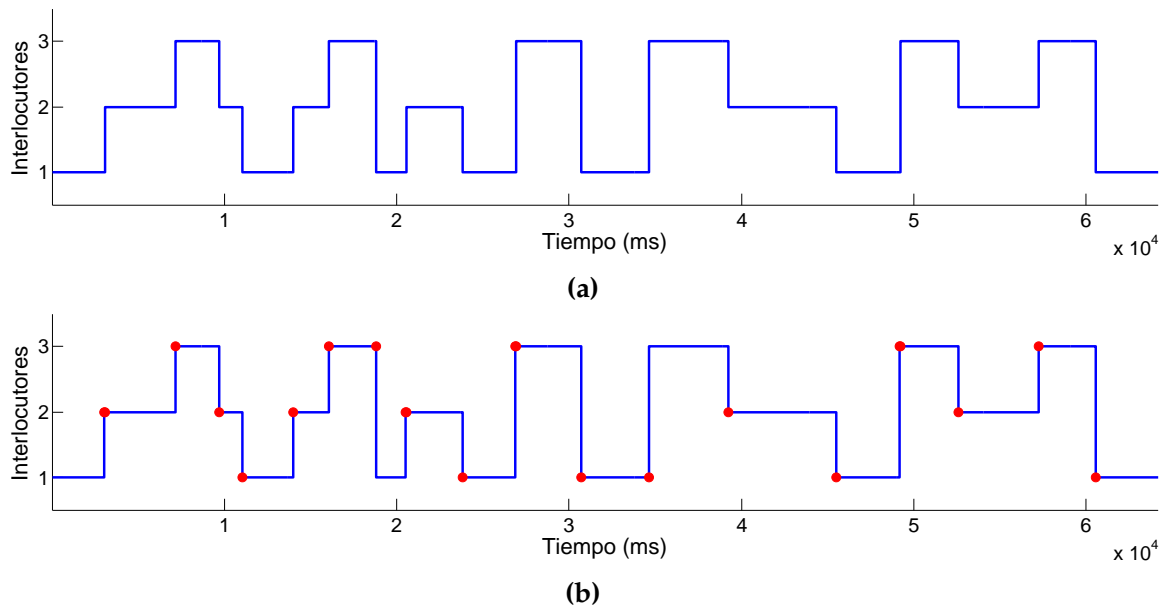 3
2
1
Interlocutores
1 2 3 4 5 6
Tiempo (ms)
x 10^4
(a)
3
2
1
Interlocutores
1 2 3 4 5 6
Tiempo (ms)
x 10^4
(b)